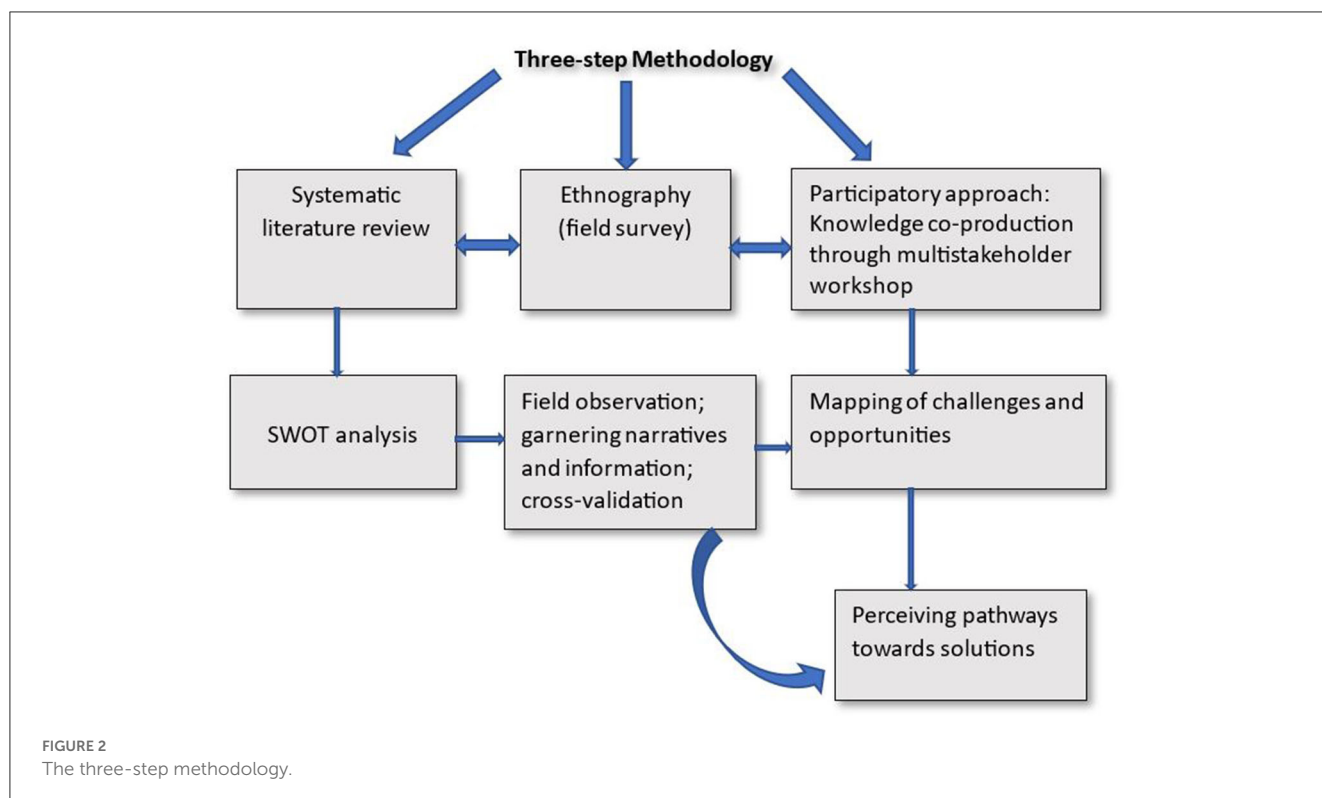 Three-step Methodology
Systematic
literature review
Ethnography
(field survey)
Participatory approach:
Knowledge co-production
through multistakeholder
workshop
SWOT analysis
Field observation;
garnering narratives
and information;
cross-validation
Mapping of challenges and
opportunities
Perceiving pathways
towards solutions
FIGURE 2
The three-step methodology.